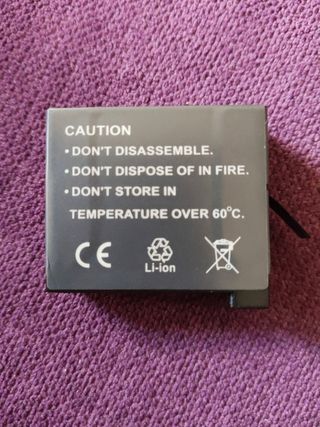 CAUTION
• DON'T DISASSEMBLE.
• DON'T DISPOSE OF IN FIRE.
• DON'T STORE IN
TEMPERATURE OVER 60°C.
CE
Li-ion